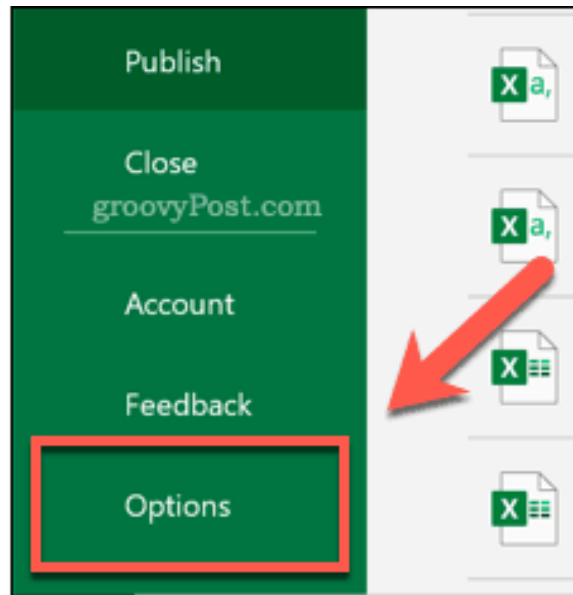 Publish
Close
groovyPost.com
Account
Feedback
Options
X a,
X a,
X
X